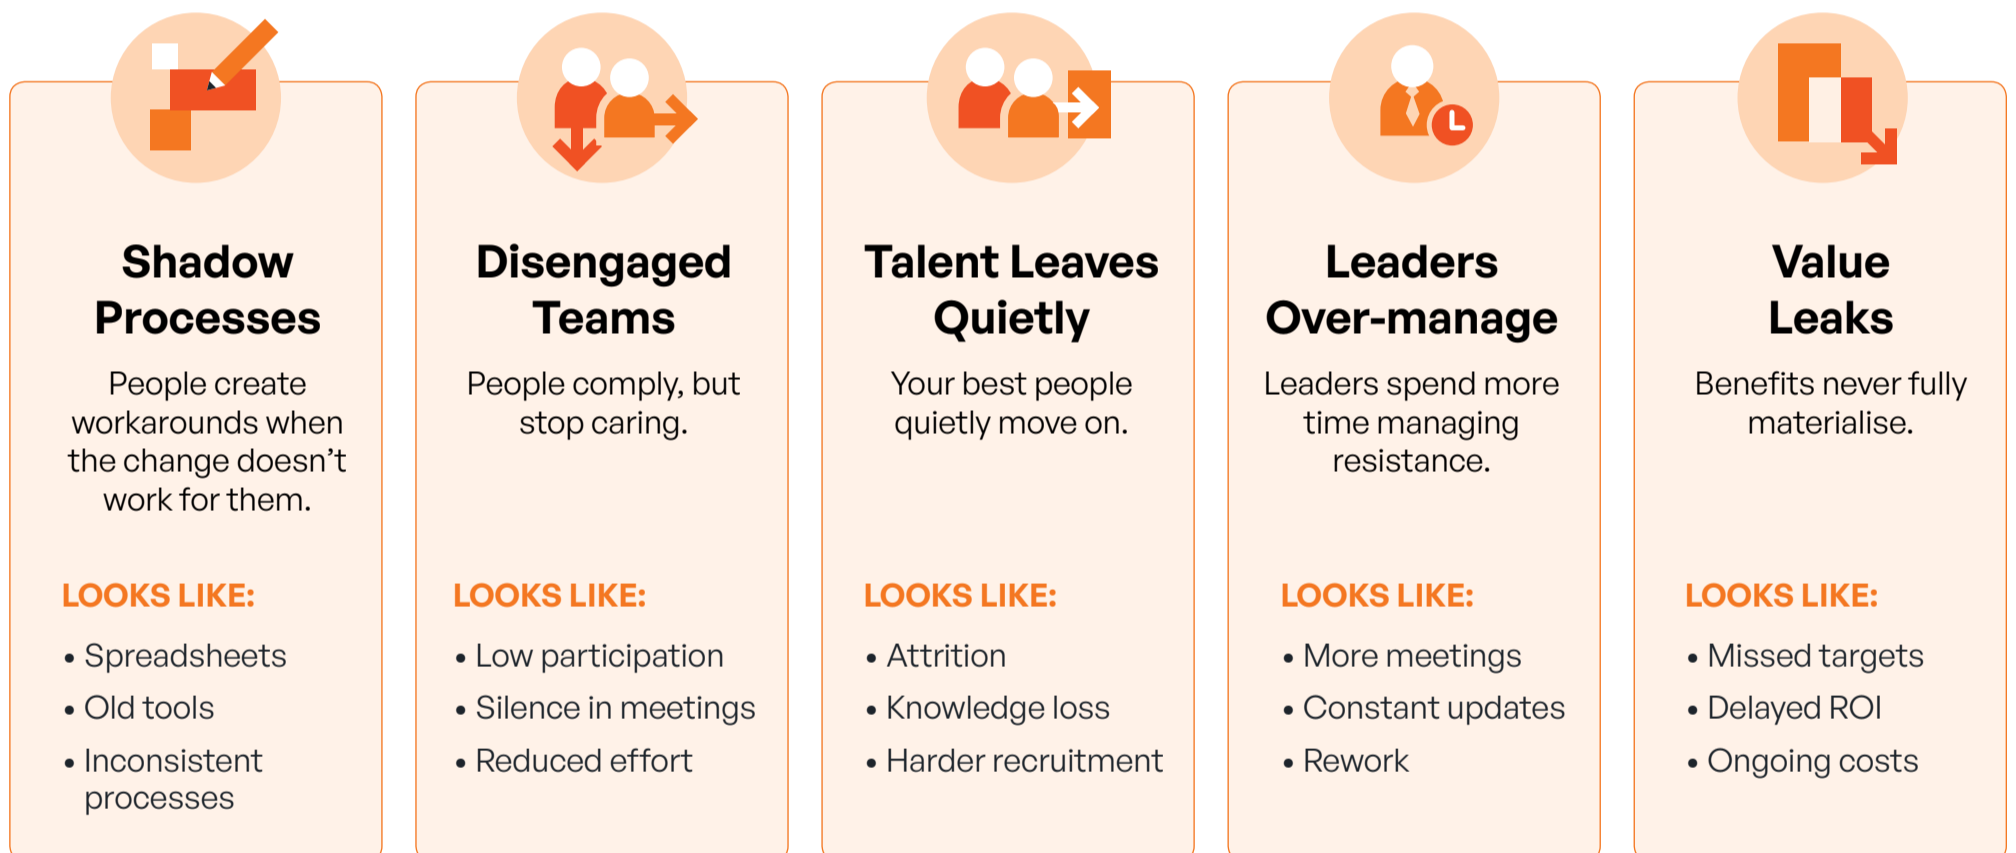 Shadow
Processes
People create
workarounds when
the change doesn’t
work for them.
LOOKS LIKE:
• Spreadsheets
• Old tools
• Inconsistent
processes
Disengaged
Teams
People comply, but
stop caring.
LOOKS LIKE:
• Low participation
• Silence in meetings
• Reduced effort
Talent Leaves
Quietly
Your best people
quietly move on.
LOOKS LIKE:
• Attrition
• Knowledge loss
• Harder recruitment
Leaders
Over-manage
Leaders spend more
time managing
resistance.
LOOKS LIKE:
• More meetings
• Constant updates
• Rework
Value
Leaks
Benefits never fully
materialise.
LOOKS LIKE:
• Missed targets
• Delayed ROI
• Ongoing costs